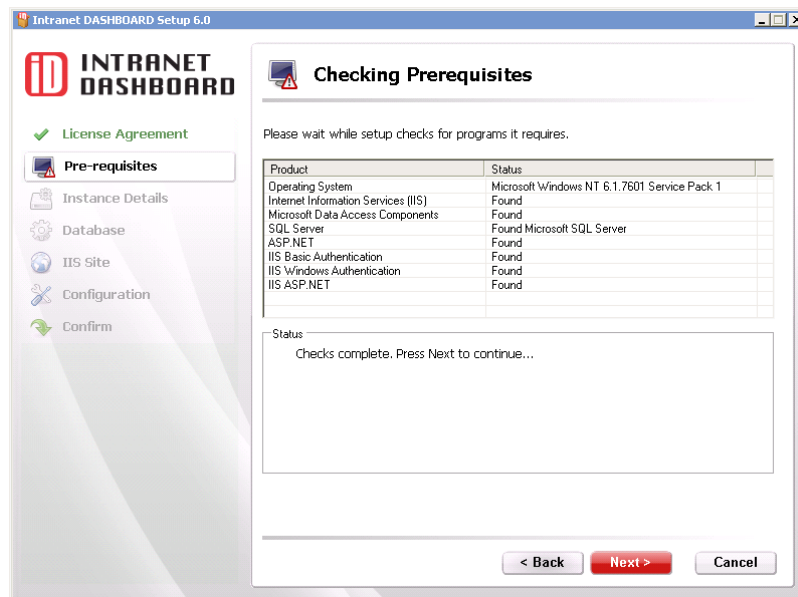 Intranet DASHBOARD Setup 6.0
iD INTRANET
DASHBOARD
License Agreement
Pre-requisites
Instance Details
Database
IIS Site
Configuration
Confirm
Checking Prerequisites
Please wait while setup checks for programs it requires.
Product Status
Operating System Microsoft Windows NT 6.1.7601 Service Pack 1
Internet Information Services (IIS) Found
Microsoft Data Access Components Found
SQL Server Found Microsoft SQL Server
ASP.NET Found
IIS Basic Authentication Found
IIS Windows Authentication Found
IIS ASP.NET Found
Status
Checks complete. Press Next to continue...
< Back Next > Cancel